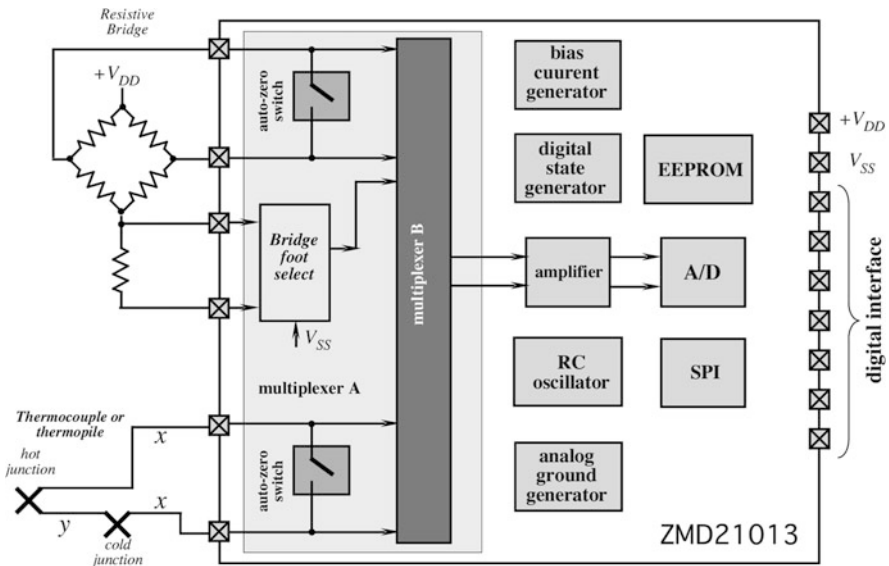 Resistive
Bridge
+VDD
auto-zero
switch
bias
cuurent
generator
+VDD
digital
state
generator
EEPROM
VSS
Bridge
foot
select
VSS
multiplexer B
amplifier
A/D
digital interface
multiplexer A
RC
oscillator
SPI
Thermocouple or
thermopile
hot
junction
x
y
x
cold
junction
auto-zero
switch
analog
ground
generator
ZMD21013